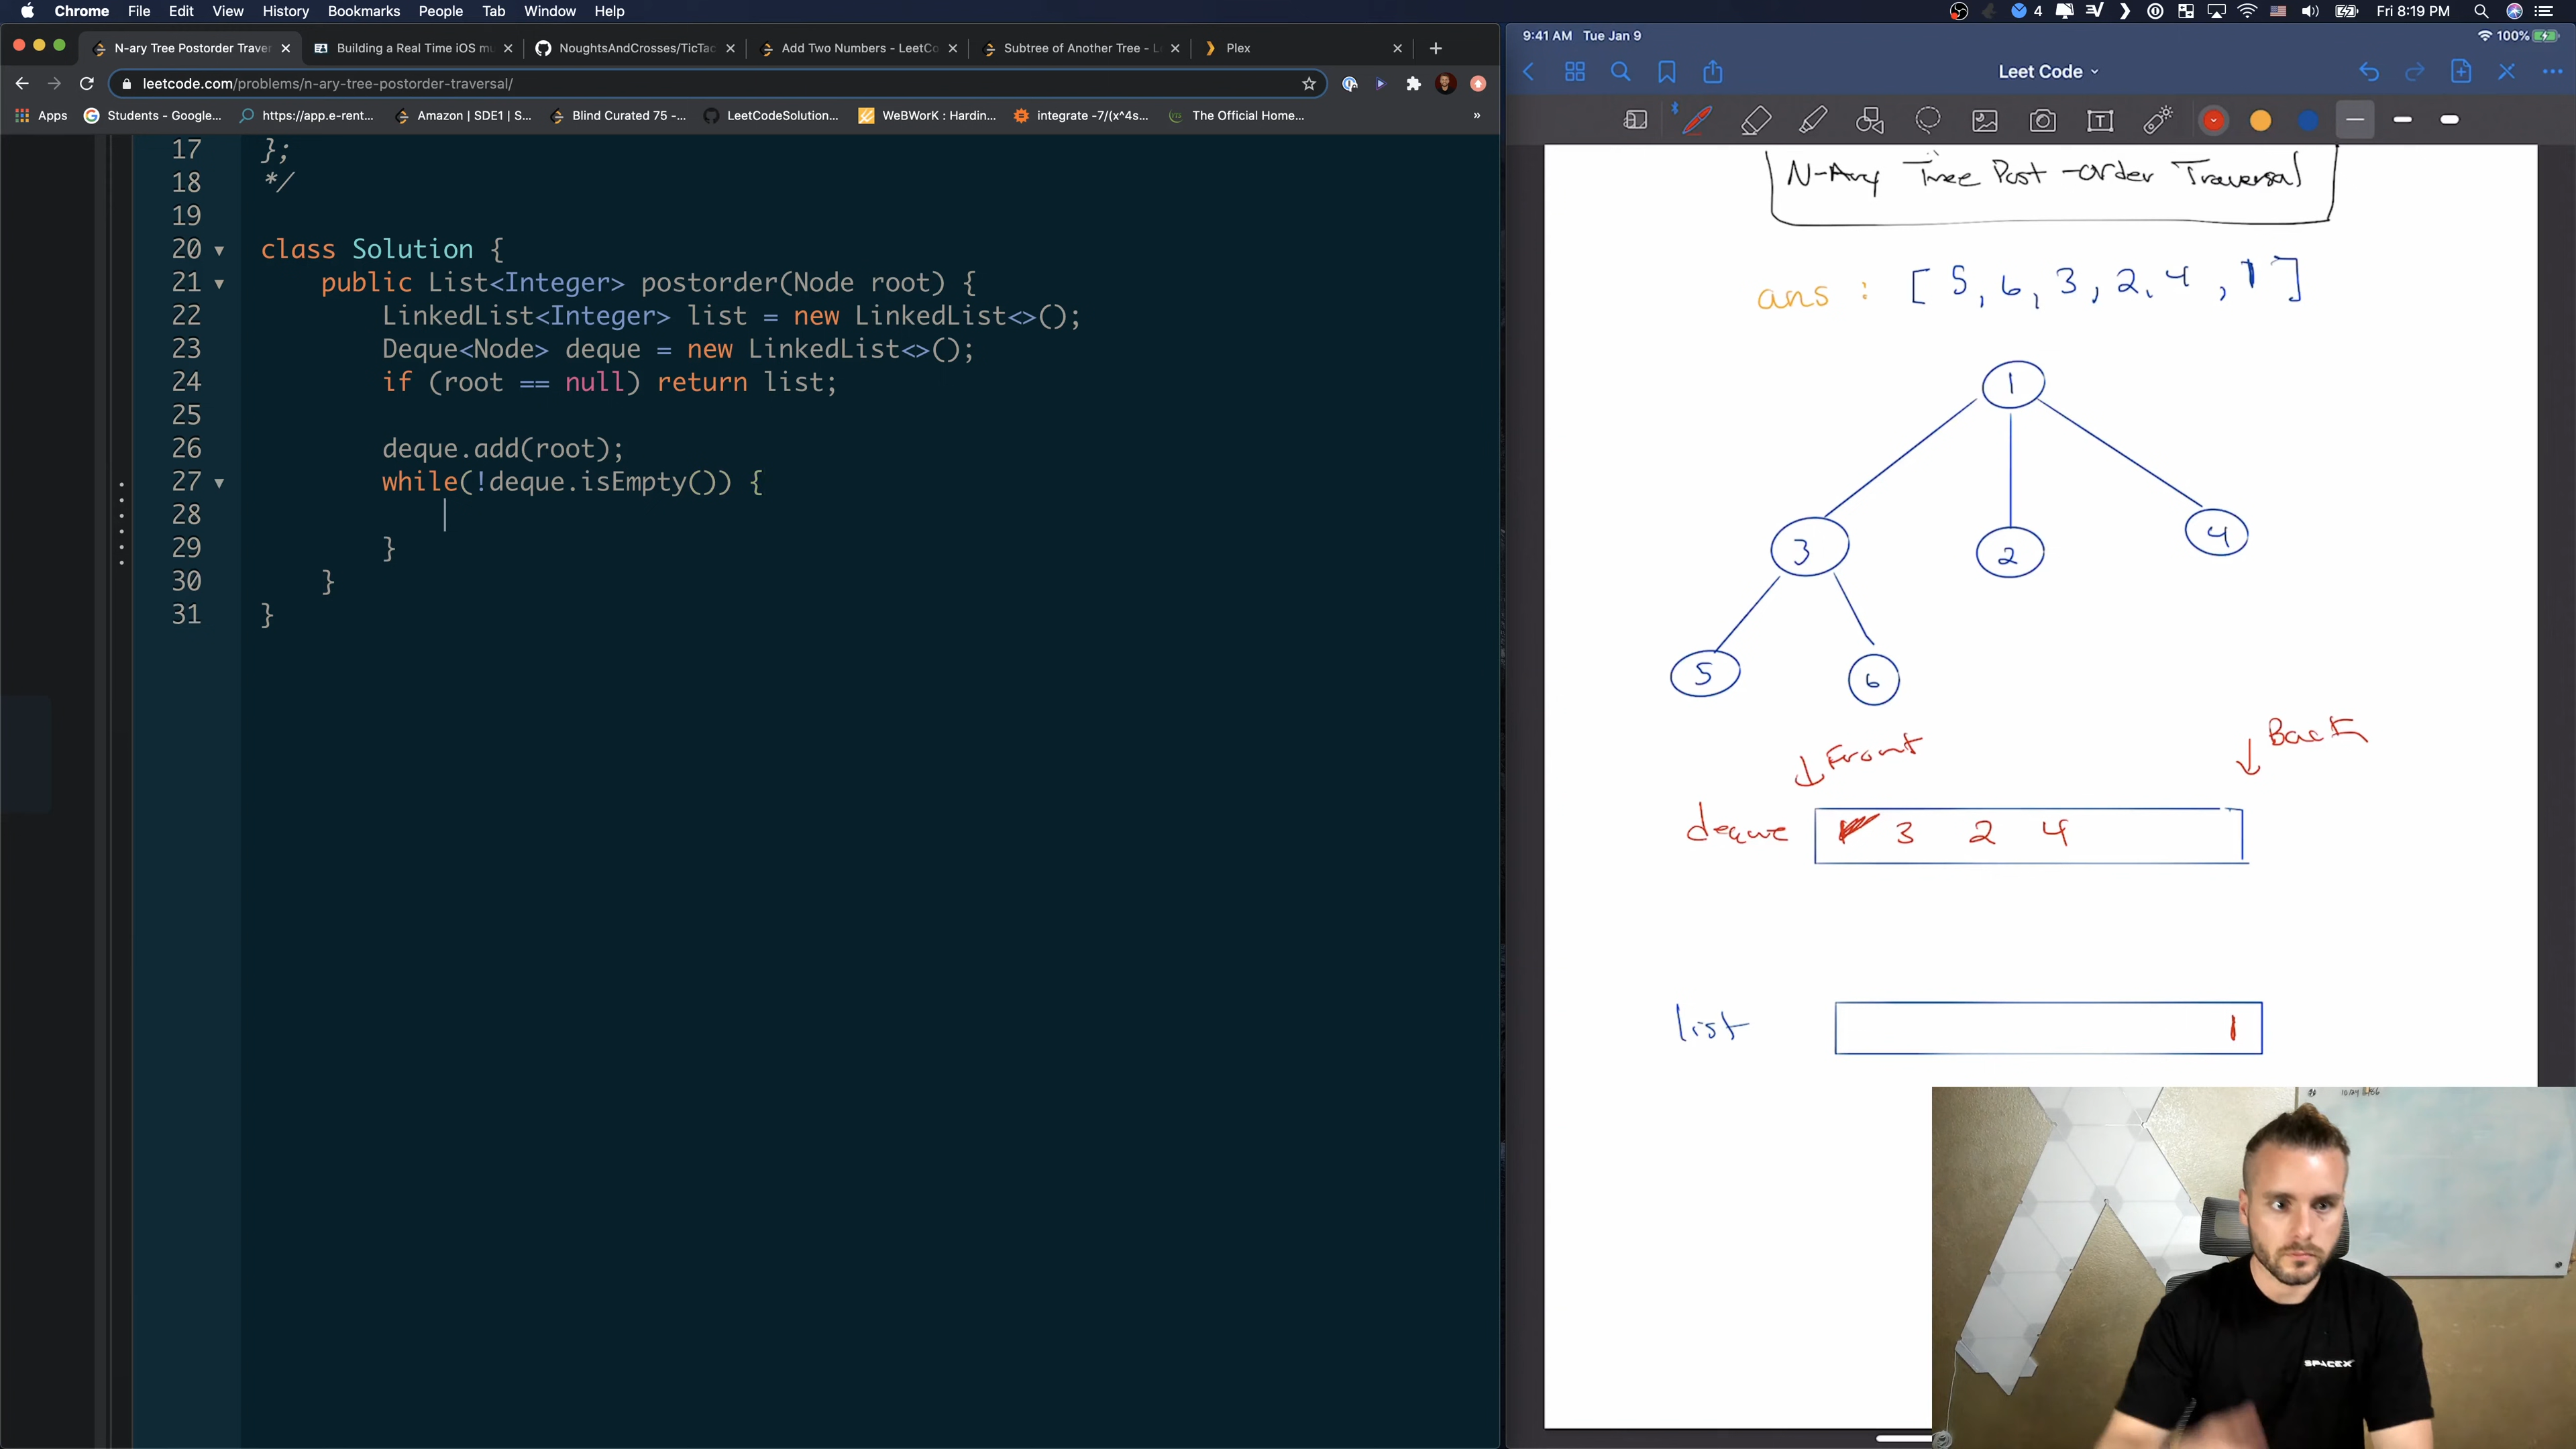 Chrome File Edit View History Bookmarks People Tab Window Help
4 Fri 8:19 PM
N-ary Tree Postorder Traver
Building a Real Time iOS mu
NoughtsAndCrosses/TicTac
Add Two Numbers - LeetCo
Subtree of Another Tree - L
Plex
leetcode.com/problems/n-ary-tree-postorder-traversal/
Apps Students - Google... https://app.e-rent... Amazon | SDE1 | S... Blind Curated 75 -... LeetCodeSolution... WeBWorK : Hardin... integrate -7/(x^4s... The Official Home... »
17 };
18 */
19
20 class Solution {
21 public List<Integer> postorder(Node root) {
22 LinkedList<Integer> list = new LinkedList<>();
23 Deque<Node> deque = new LinkedList<>();
24 if (root == null) return list;
25
26 deque.add(root);
27 while(!deque.isEmpty()) {
28
29 }
30 }
31 }
9:41 AM Tue Jan 9
100%
Leet Code
N-Ary Tree Post-Order Traversal
ans : [ 5, 6, 3, 2, 4, 1 ]
1
3 2 4
5 6
Front
Back
deque 3 2 4
list 1
SPACEX